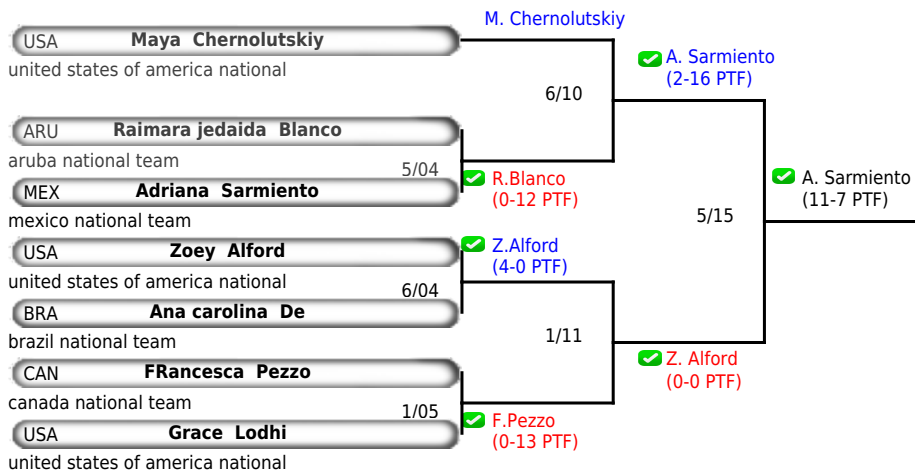 M. Chernolutskiy
USA Maya Chernolutskiy
united states of america national
A. Sarmiento
(2-16 PTF)
6/10
ARU Raimara jedaida Blanco
aruba national team
5/04
MEX Adriana Sarmiento
mexico national team
R.Blanco
(0-12 PTF)
A. Sarmiento
(11-7 PTF)
5/15
USA Zoey Alford
united states of america national
Z.Alford
(4-0 PTF)
6/04
BRA Ana carolina De
brazil national team
1/11
Z. Alford
(0-0 PTF)
CAN FRancesca Pezzo
canada national team
1/05
USA Grace Lodhi
united states of america national
F.Pezzo
(0-13 PTF)